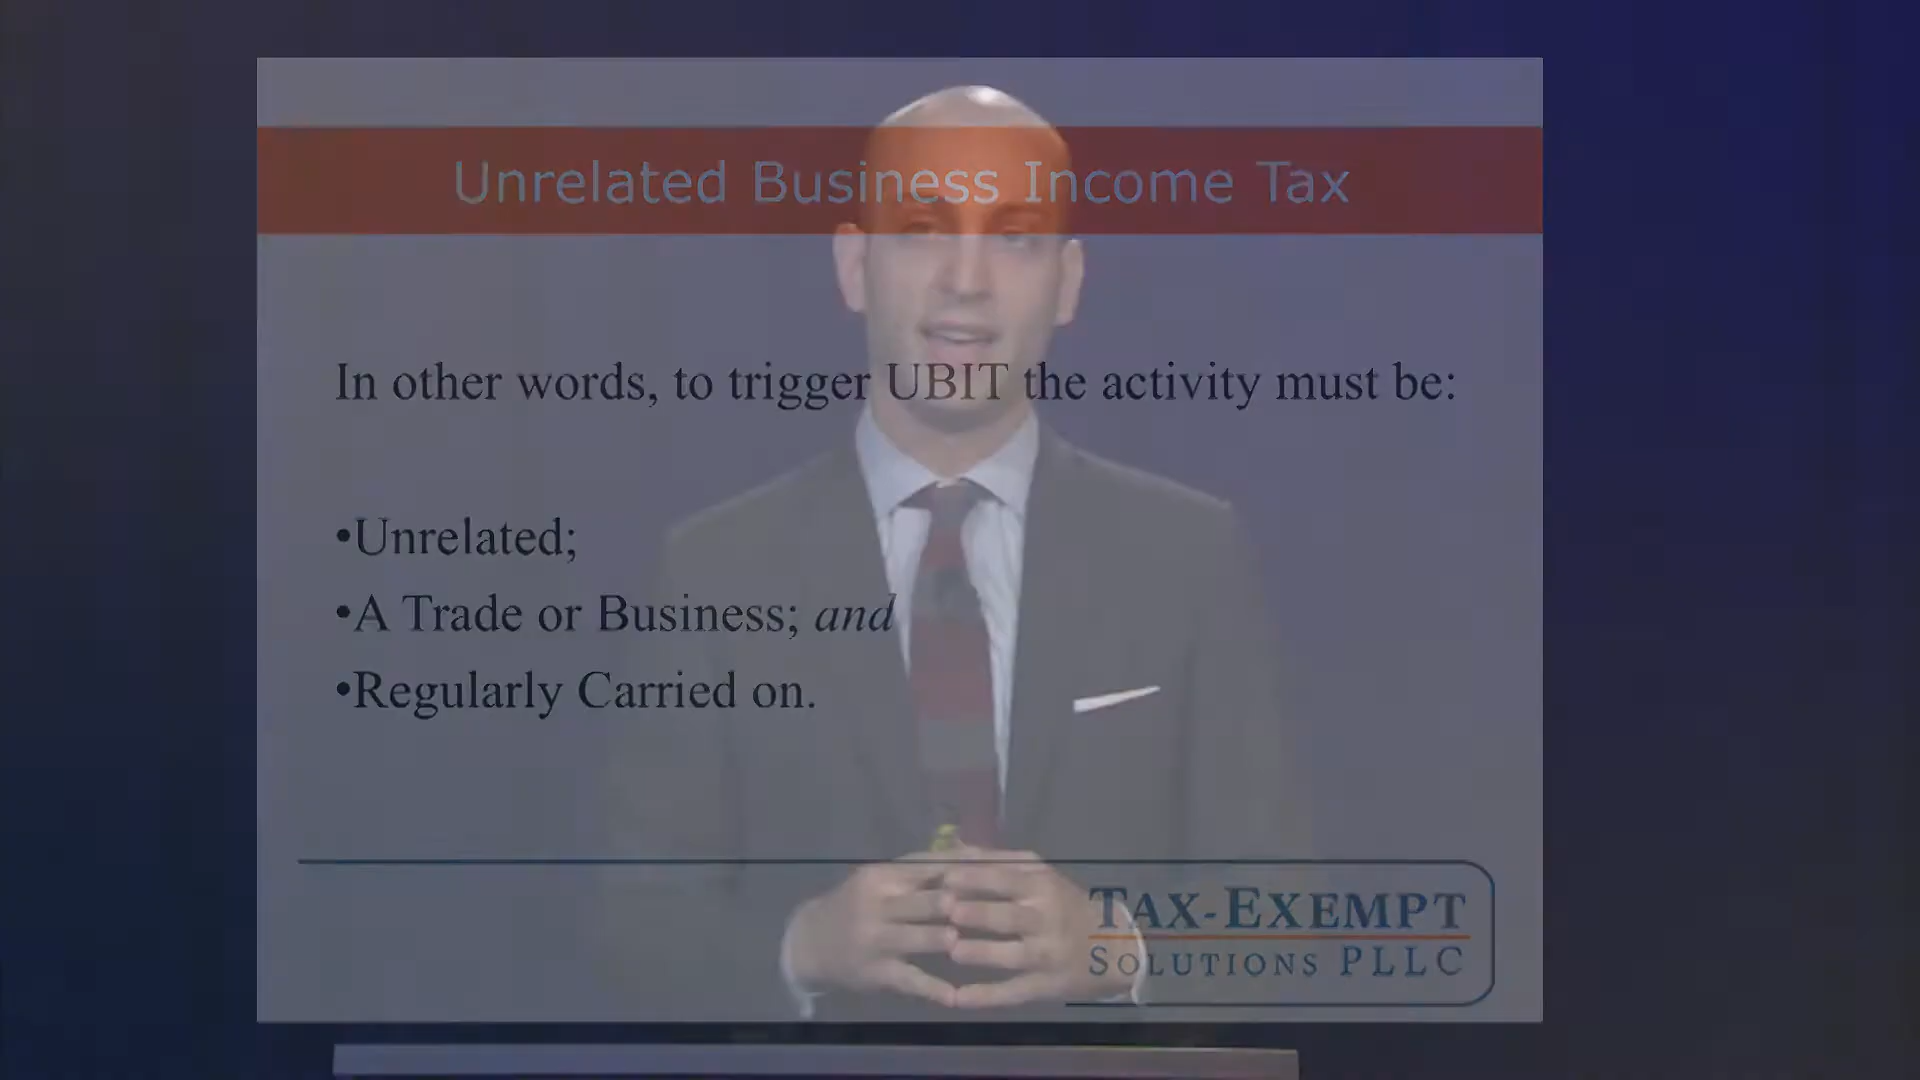 Unrelated Business Income Tax
In other words, to trigger UBIT the activity must be:
•Unrelated;
•A Trade or Business; and
•Regularly Carried on.
TAX-EXEMPT
SOLUTIONS PLLC